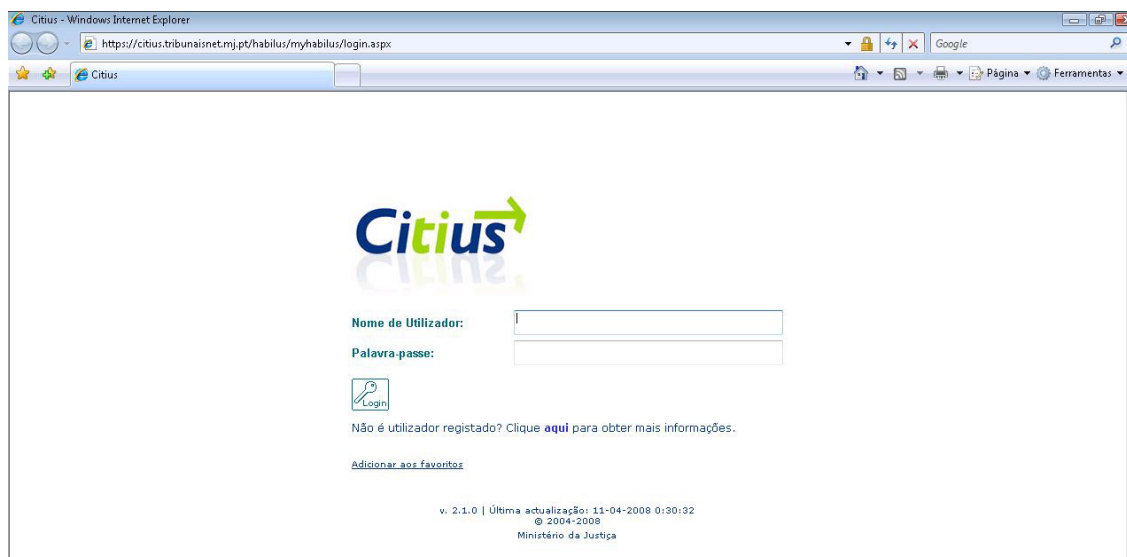 Citius - Windows Internet Explorer
https://citius.tribunaisnet.mj.pt/habilus/myhabilus/login.aspx
Google
Citius
Página
Ferramentas
Citius
Nome de Utilizador:
Palavra-passe:
Login
Não é utilizador registado? Clique aqui para obter mais informações.
Adicionar aos favoritos
v. 2.1.0 | Última actualização: 11-04-2008 0:30:32
© 2004-2008
Ministério da Justiça